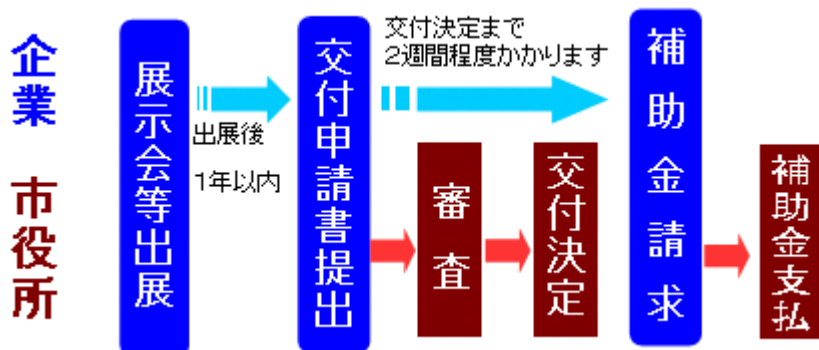 企業
市役所
展示会等出展
出展後
1年以内
交付申請書提出
交付決定まで
2週間程度かかります
審査
交付決定
補助金請求
補助金支払